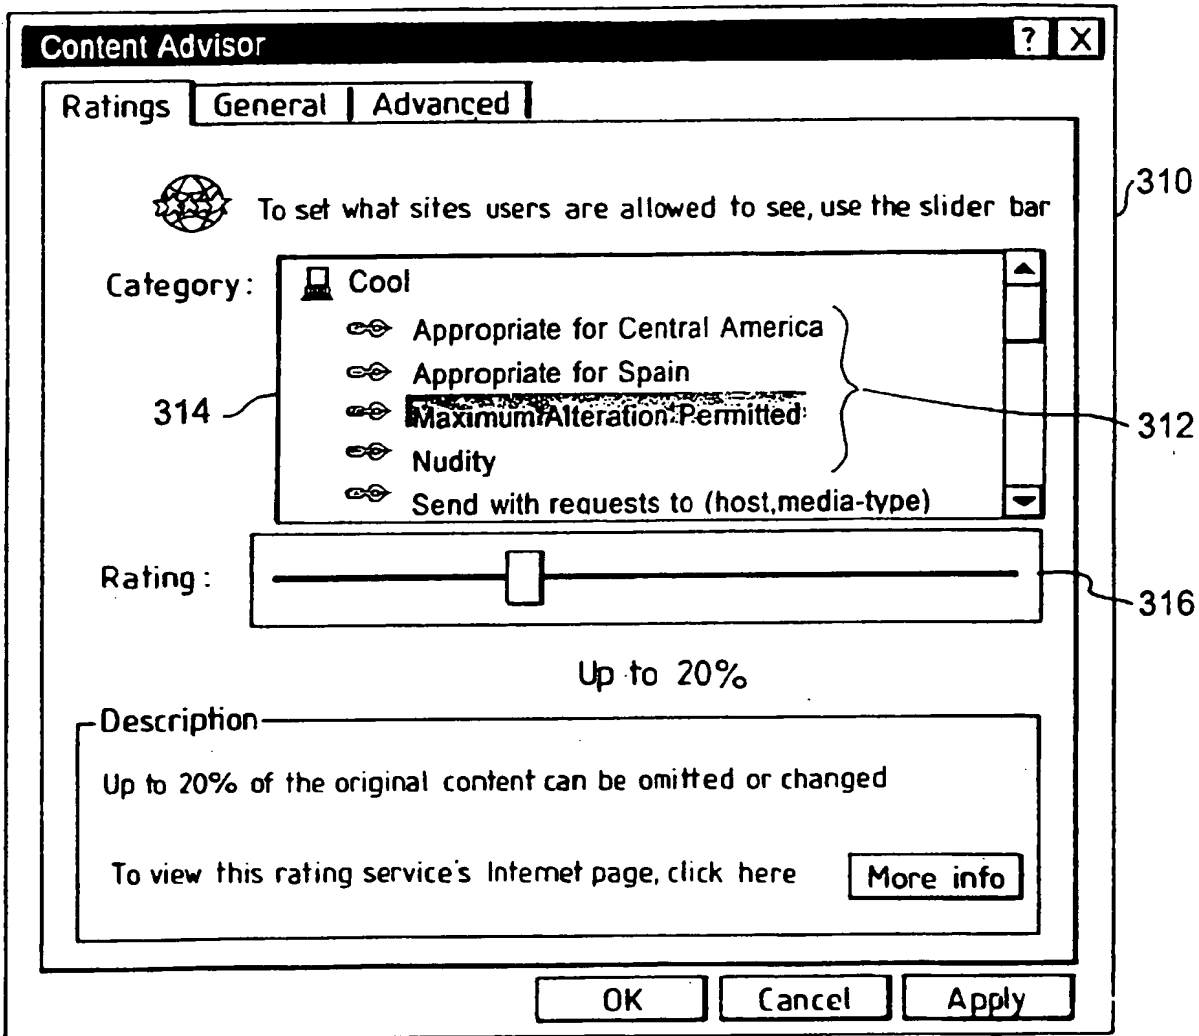 Content Advisor ? X
Ratings General Advanced
310
To set what sites users are allowed to see, use the slider bar
Category:
Cool
Appropriate for Central America
Appropriate for Spain
314
Maximum Alteration Permitted
312
Nudity
Send with requests to (host,media-type)
Rating:
316
Up to 20%
Description
Up to 20% of the original content can be omitted or changed
To view this rating service's Internet page, click here More info
OK Cancel Apply